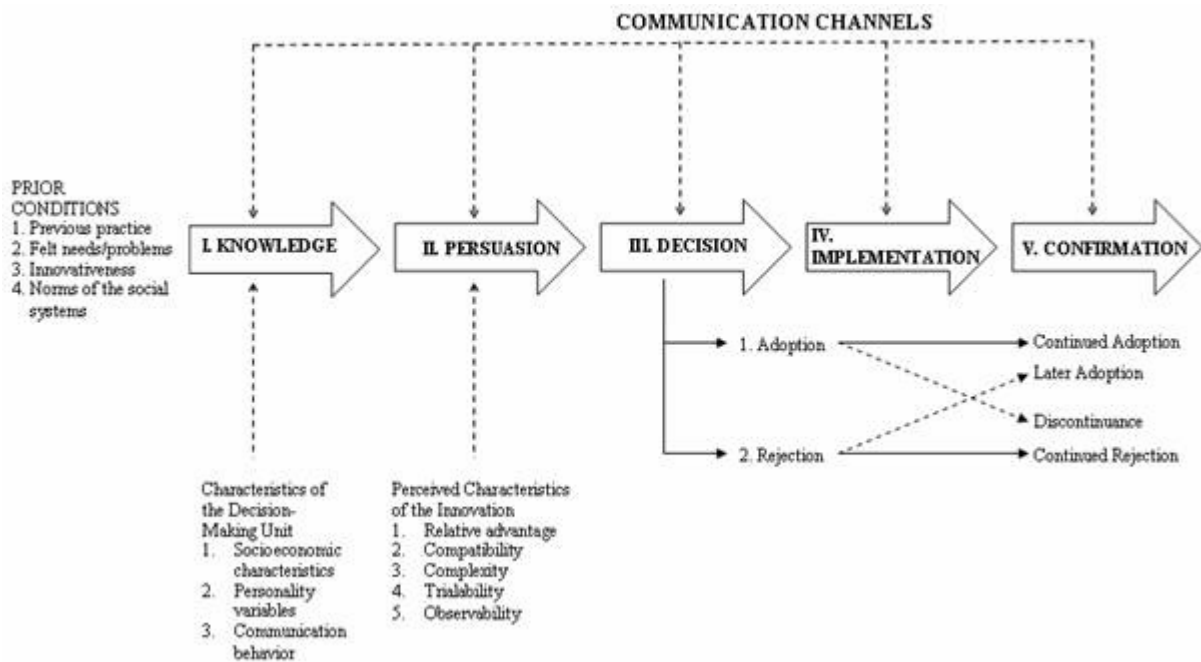 COMMUNICATION CHANNELS
PRIOR
CONDITIONS
1. Previous practice
2. Felt needs/problems
3. Innovativeness
4. Norms of the social
systems
I. KNOWLEDGE
II. PERSUASION
III. DECISION
IV.
IMPLEMENTATION
V. CONFIRMATION
1. Adoption
2. Rejection
Continued Adoption
Later Adoption
Discontinuance
Continued Rejection
Characteristics of
the Decision-
Making Unit
1. Socioeconomic
characteristics
2. Personality
variables
3. Communication
behavior
Perceived Characteristics
of the Innovation
1. Relative advantage
2. Compatibility
3. Complexity
4. Trialability
5. Observability